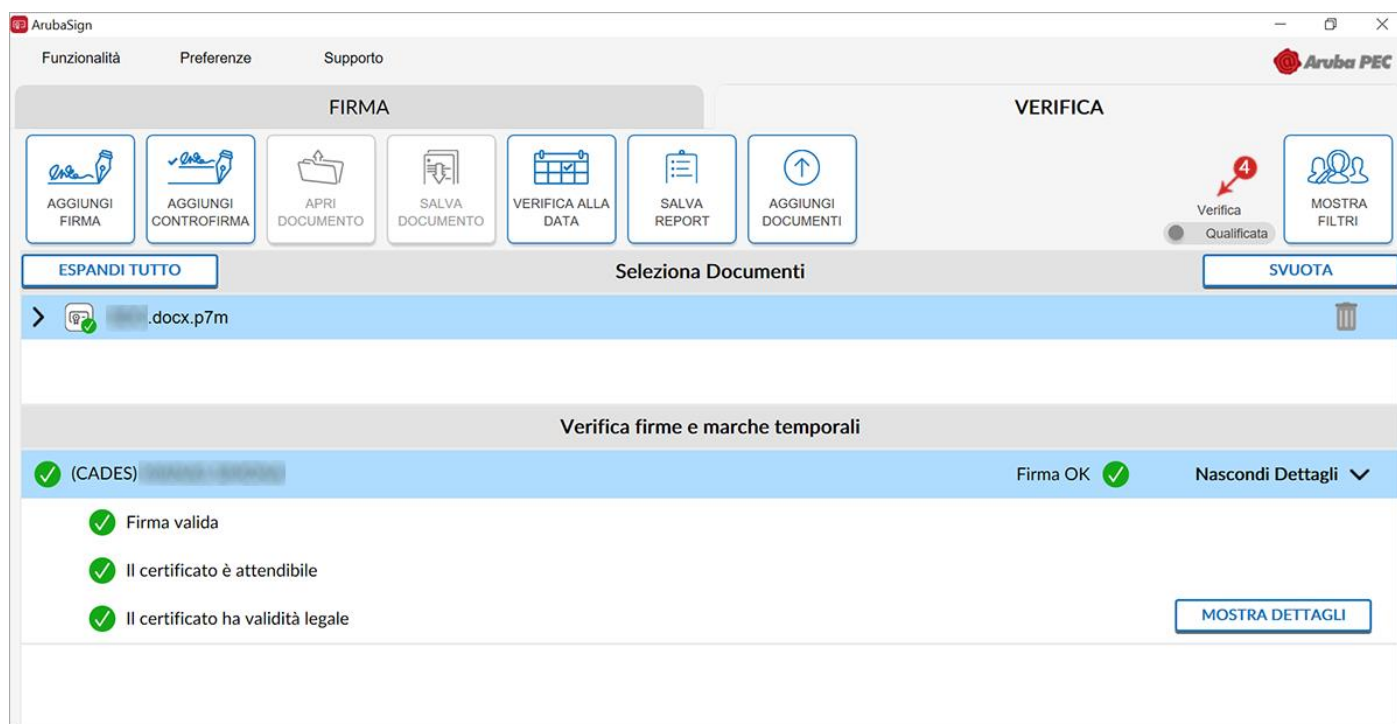 ArubaSign
Funzionalità Preferenze Supporto
Aruba PEC
FIRMA VERIFICA
AGGIUNGI
FIRMA
AGGIUNGI
CONTROFIRMA
APRI
DOCUMENTO
SALVA
DOCUMENTO
VERIFICA ALLA
DATA
SALVA
REPORT
AGGIUNGI
DOCUMENTI
4
Verifica
Qualificata
MOSTRA
FILTRI
ESPANDI TUTTO Seleziona Documenti SVUOTA
.docx.p7m
Verifica firme e marche temporali
(CADES) Firma OK Nascondi Dettagli
Firma valida
Il certificato è attendibile
Il certificato ha validità legale MOSTRA DETTAGLI